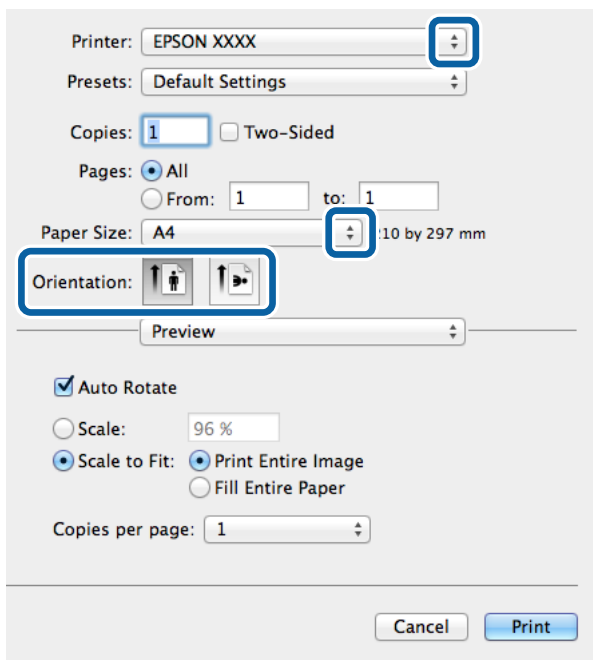 Printer: EPSON XXXX
Presets: Default Settings
Copies: 1 Two-Sided
Pages: All
From: 1 to: 1
Paper Size: A4 210 by 297 mm
Orientation:
Preview
Auto Rotate
Scale: 96 %
Scale to Fit: Print Entire Image
Fill Entire Paper
Copies per page: 1
Cancel Print